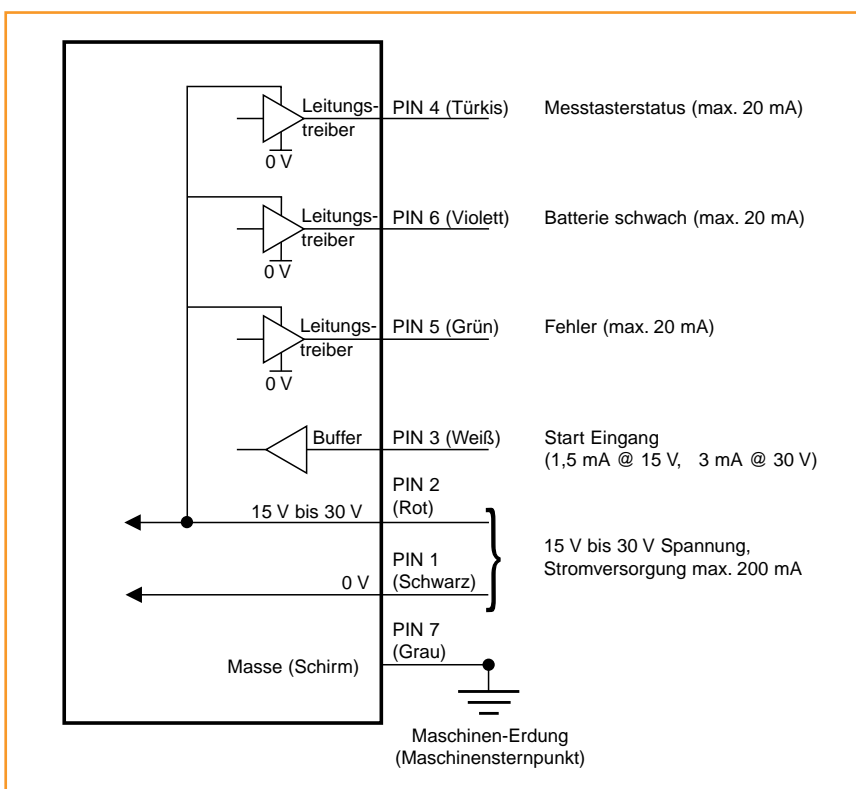 Leitungs-
treiber
0 V
PIN 4 (Türkis)
Messtasterstatus (max. 20 mA)
Leitungs-
treiber
0 V
PIN 6 (Violett)
Batterie schwach (max. 20 mA)
Leitungs-
treiber
0 V
PIN 5 (Grün)
Fehler (max. 20 mA)
Buffer
PIN 3 (Weiß)
Start Eingang
(1,5 mA @ 15 V, 3 mA @ 30 V)
15 V bis 30 V
PIN 2
(Rot)
0 V
PIN 1
(Schwarz)
15 V bis 30 V Spannung,
Stromversorgung max. 200 mA
Masse (Schirm)
PIN 7
(Grau)
Maschinen-Erdung
(Maschinensternpunkt)